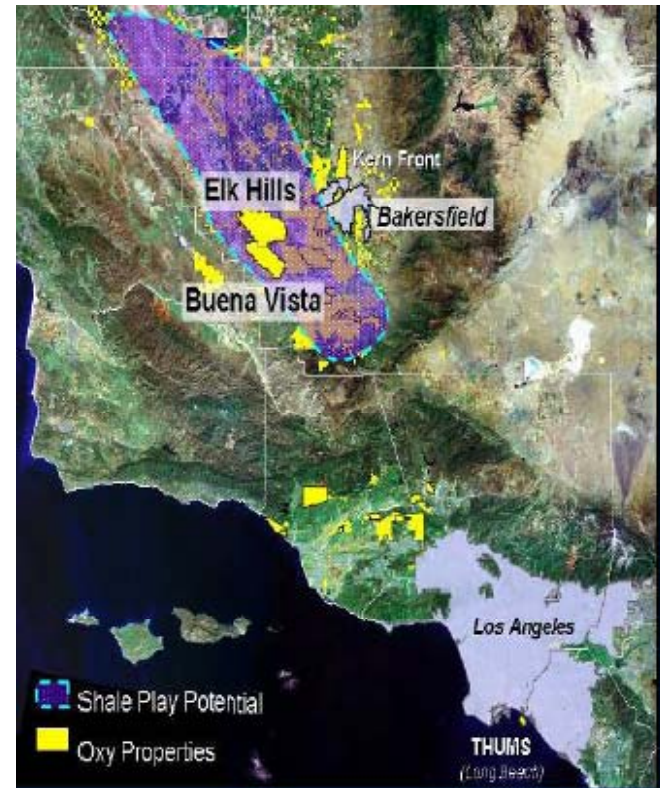 Kern Front
Elk Hills
Bakersfield
Buena Vista
Los Angeles
Shale Play Potential
Oxy Properties
THUMS
(Long Beach)